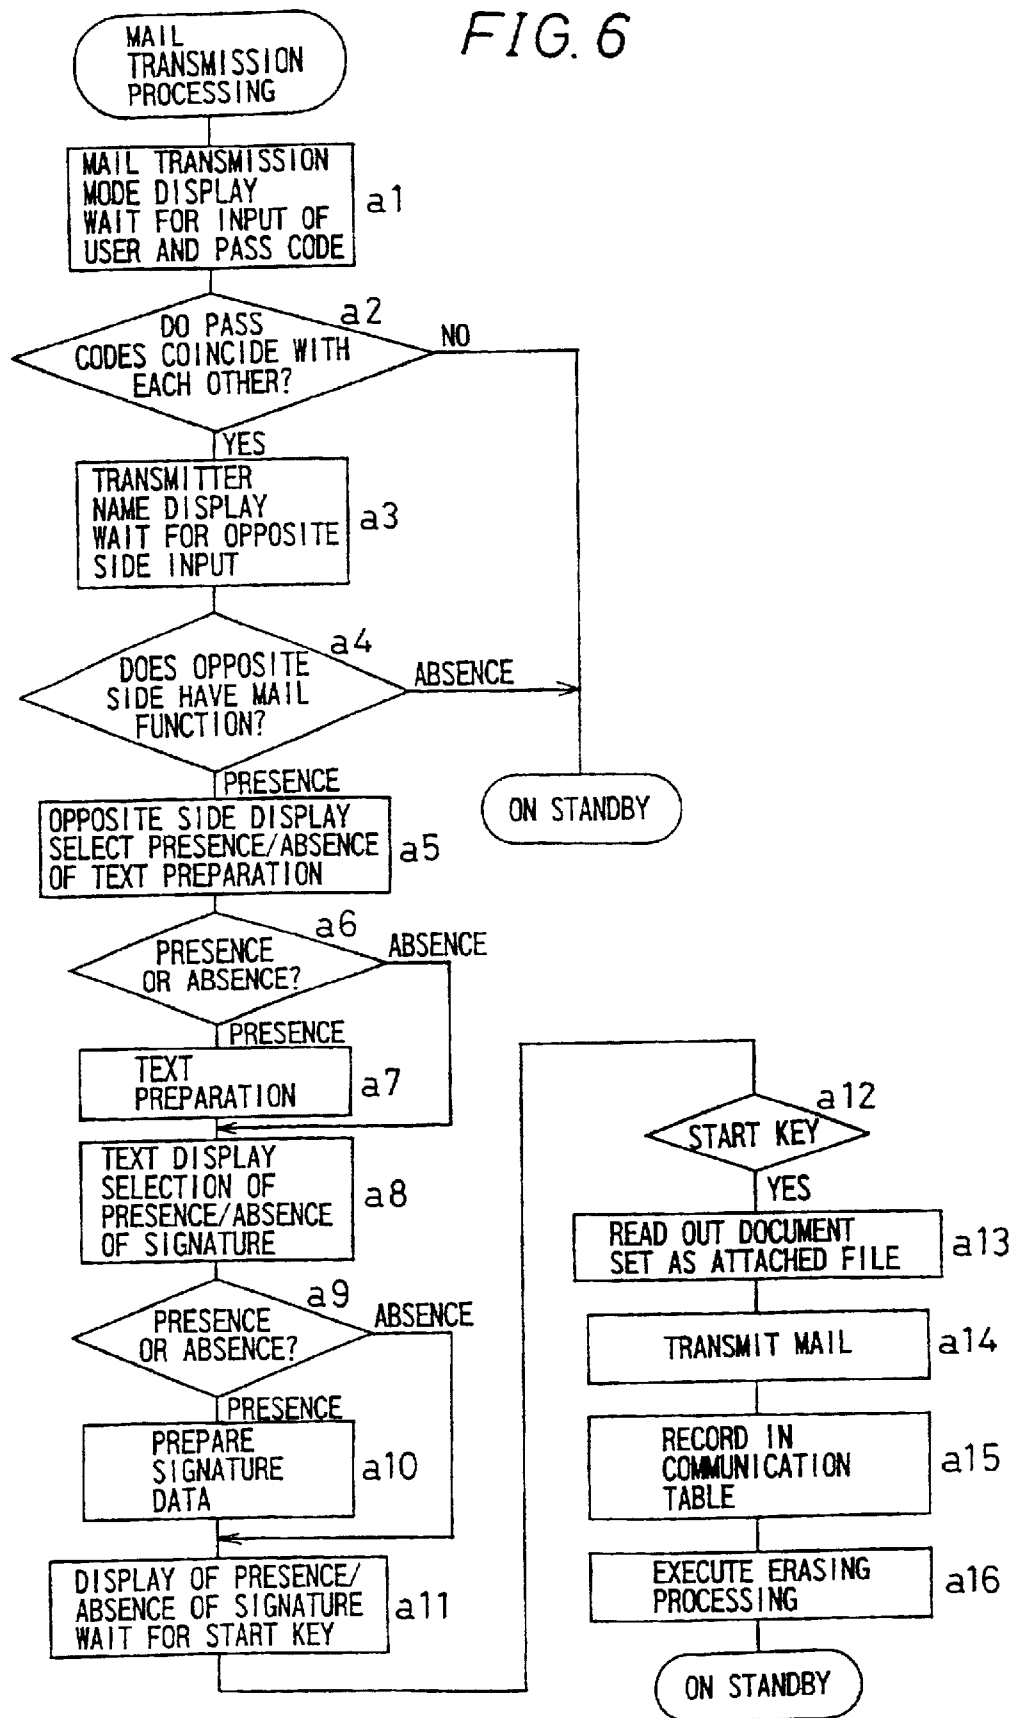 FIG. 6
MAIL
TRANSMISSION
PROCESSING
MAIL TRANSMISSION
MODE DISPLAY
WAIT FOR INPUT OF
USER AND PASS CODE
a1
a2
DO PASS
CODES COINCIDE WITH
EACH OTHER?
NO
YES
TRANSMITTER
NAME DISPLAY
WAIT FOR OPPOSITE
SIDE INPUT
a3
a4
DOES OPPOSITE
SIDE HAVE MAIL
FUNCTION?
ABSENCE
PRESENCE
ON STANDBY
OPPOSITE SIDE DISPLAY
SELECT PRESENCE/ABSENCE
OF TEXT PREPARATION
a5
a6
PRESENCE
OR ABSENCE?
ABSENCE
PRESENCE
TEXT
PREPARATION
a7
TEXT DISPLAY
SELECTION OF
PRESENCE/ABSENCE
OF SIGNATURE
a8
a9
PRESENCE
OR ABSENCE?
ABSENCE
PRESENCE
PREPARE
SIGNATURE
DATA
a10
DISPLAY OF PRESENCE/
ABSENCE OF SIGNATURE
WAIT FOR START KEY
a11
a12
START KEY
YES
READ OUT DOCUMENT
SET AS ATTACHED FILE
a13
TRANSMIT MAIL
a14
RECORD IN
COMMUNICATION
TABLE
a15
EXECUTE ERASING
PROCESSING
a16
ON STANDBY